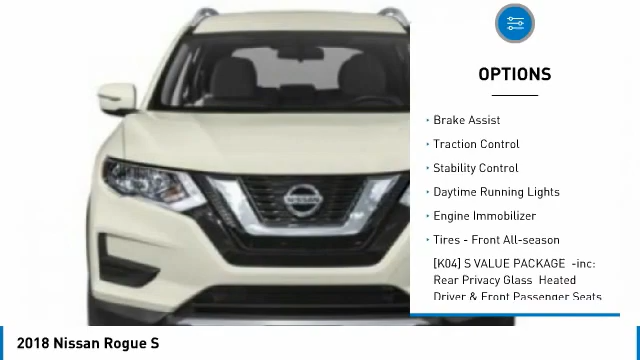 OPTIONS
Brake Assist
Traction Control
Stability Control
Daytime Running Lights
Engine Immobilizer
Tires - Front All-season
[K04] S VALUE PACKAGE -inc:
Rear Privacy Glass Heated
Driver & Front Passenger Seats
NISSAN
2018 Nissan Rogue S